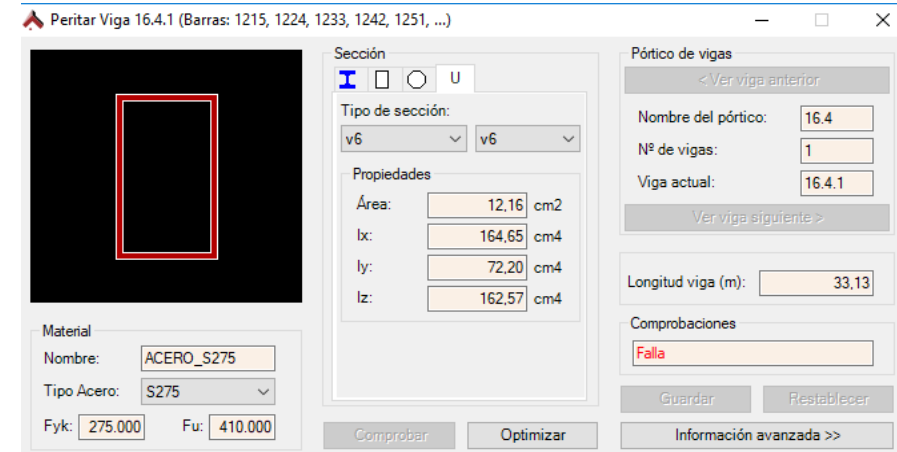 Peritar Viga 16.4.1 (Barras: 1215, 1224, 1233, 1242, 1251, ...)
Sección
U
Tipo de sección:
v6 v6
Propiedades
Área: 12,16 cm2
Ix: 164,65 cm4
Iy: 72,20 cm4
Iz: 162,57 cm4
Material
Nombre: ACERO_S275
Tipo Acero: S275
Fyk: 275.000 Fu: 410.000
Comprobar Optimizar
Pórtico de vigas
< Ver viga anterior
Nombre del pórtico: 16.4
Nº de vigas: 1
Viga actual: 16.4.1
Ver viga siguiente >
Longitud viga (m): 33,13
Comprobaciones
Falla
Guardar Restablecer
Información avanzada >>